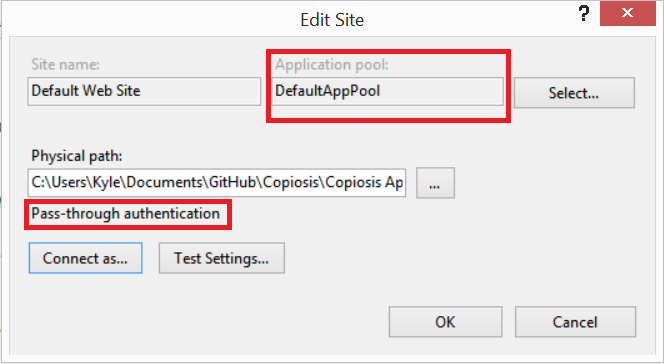 Edit Site
?
Site name:
Application pool:
Default Web Site
DefaultAppPool
Select...
Physical path:
C:\Users\Kyle\Documents\GitHub\Copiosis\Copiosis Ap
...
Pass-through authentication
Connect as...
Test Settings...
OK
Cancel